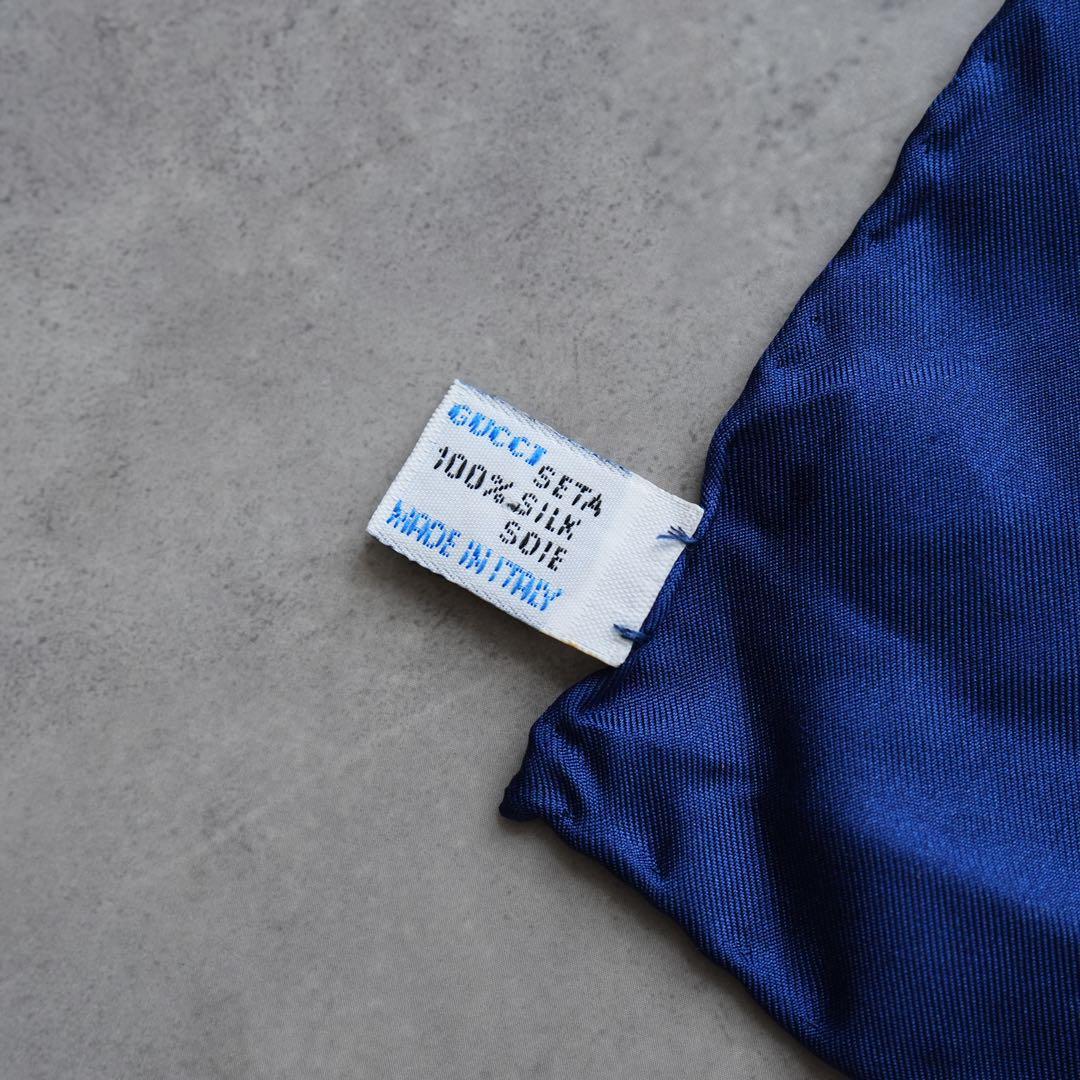 GUCCI
SETA
100% SILK
SOIE
MADE IN ITALY